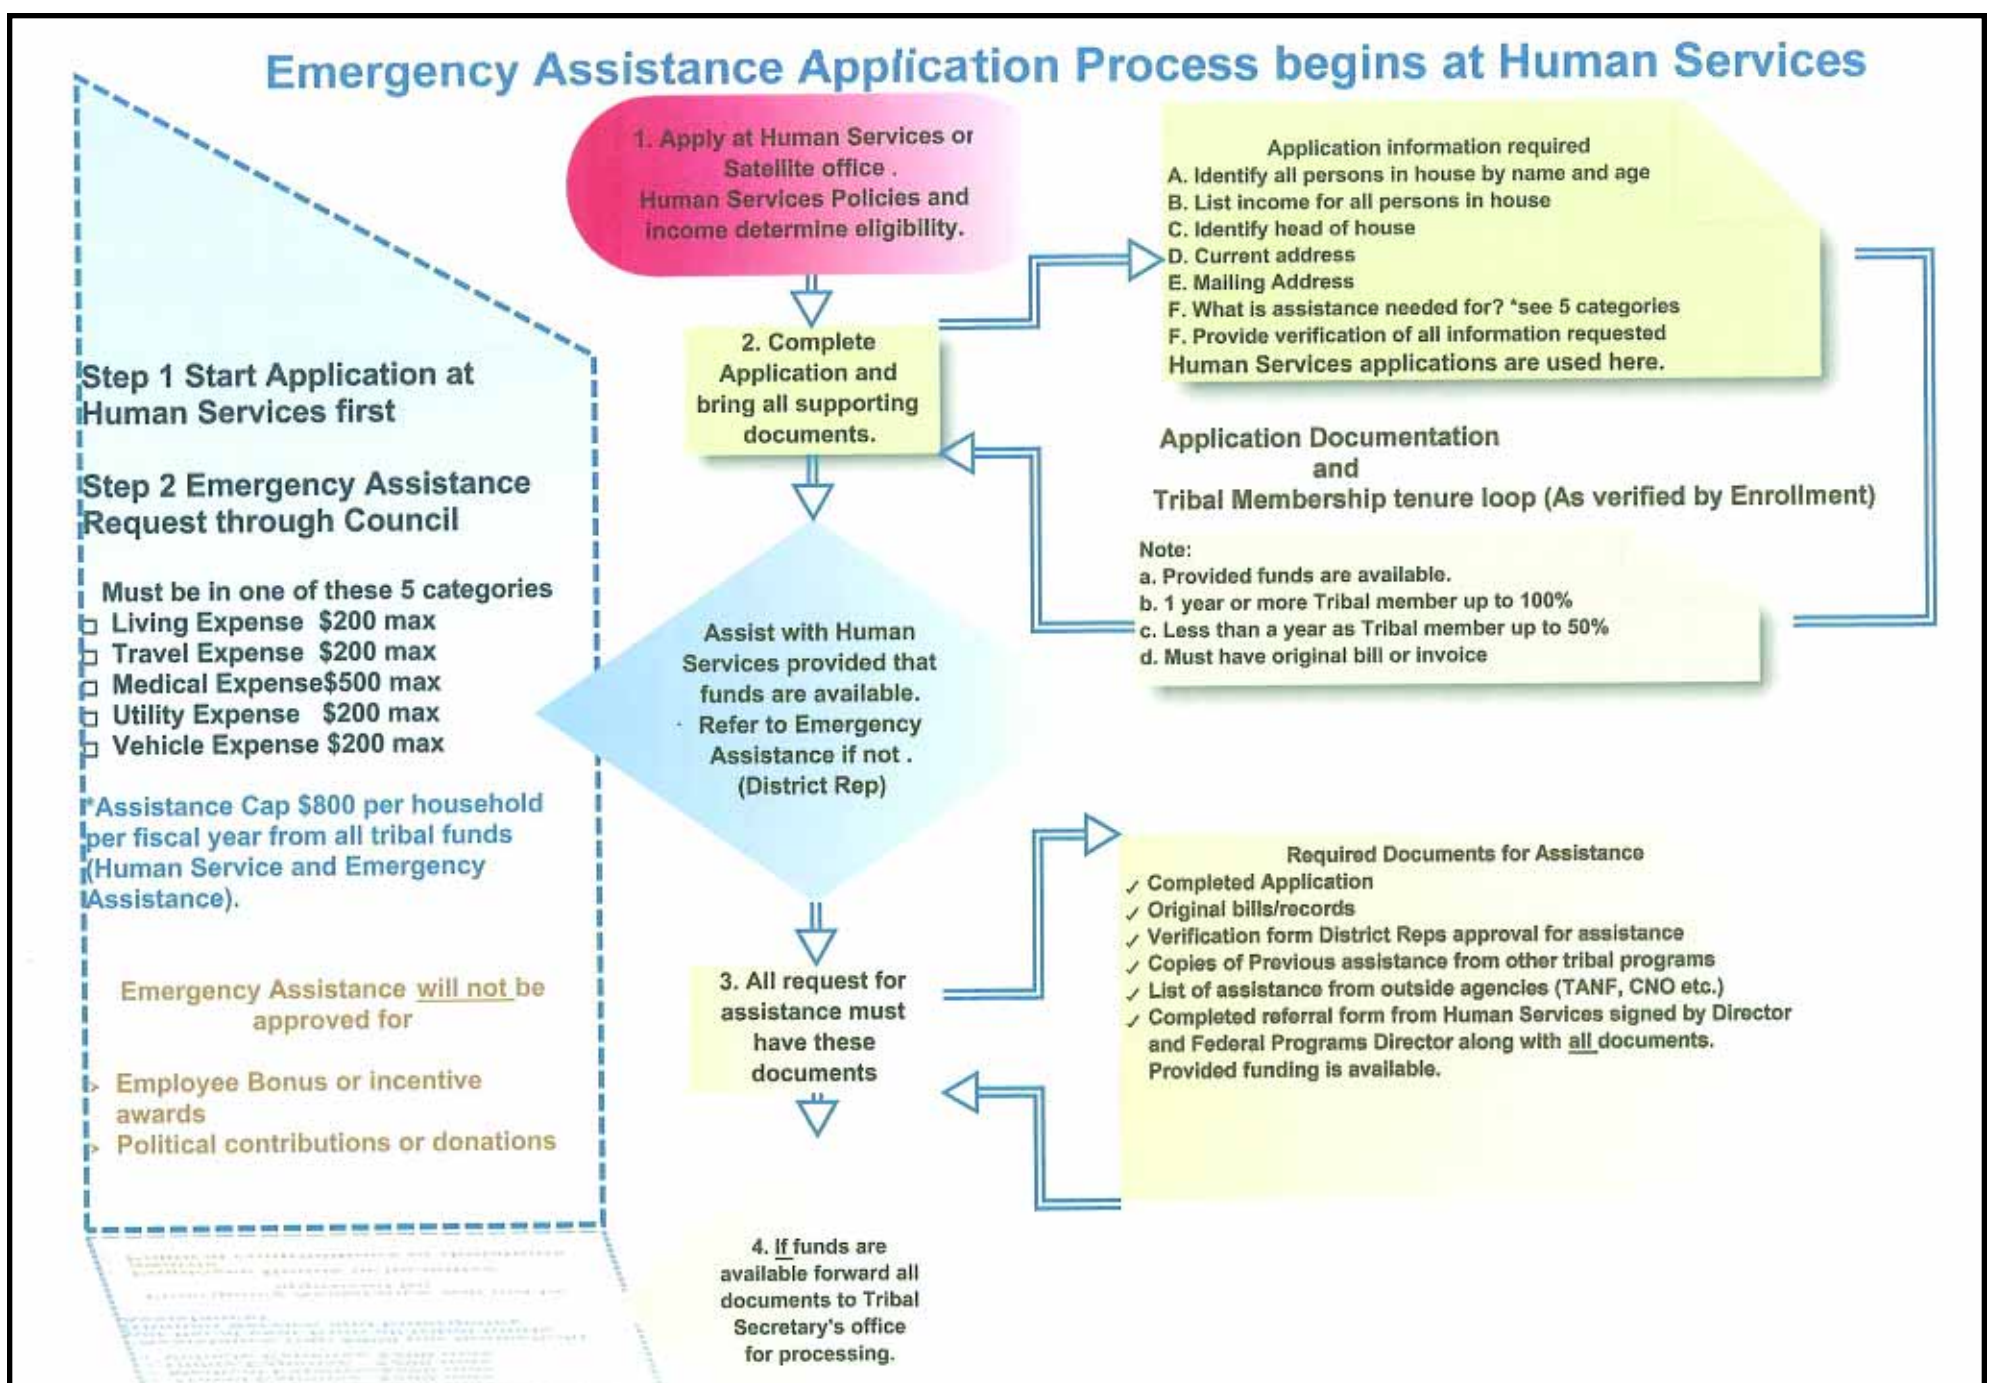 Emergency Assistance Application Process begins at Human Services
1. Apply at Human Services or
Satellite office .
Human Services Policies and
income determine eligibility.
Application information required
A. Identify all persons in house by name and age
B. List income for all persons in house
C. Identify head of house
D. Current address
E. Mailing Address
F. What is assistance needed for? *see 5 categories
F. Provide verification of all information requested
Human Services applications are used here.
2. Complete
Application and
bring all supporting
documents.
Step 1 Start Application at
Human Services first
Step 2 Emergency Assistance
Request through Council
Must be in one of these 5 categories
Living Expense $200 max
Travel Expense $200 max
Medical Expense$500 max
Utility Expense $200 max
Vehicle Expense $200 max
*Assistance Cap $800 per household
per fiscal year from all tribal funds
(Human Service and Emergency
Assistance).
Emergency Assistance will not be
approved for
Employee Bonus or incentive
awards
Political contributions or donations
Application Documentation
and
Tribal Membership tenure loop (As verified by Enrollment)
Note:
a. Provided funds are available.
b. 1 year or more Tribal member up to 100%
c. Less than a year as Tribal member up to 50%
d. Must have original bill or invoice
Assist with Human
Services provided that
funds are available.
Refer to Emergency
Assistance if not .
(District Rep)
Required Documents for Assistance
✓ Completed Application
✓ Original bills/records
✓ Verification form District Reps approval for assistance
✓ Copies of Previous assistance from other tribal programs
✓ List of assistance from outside agencies (TANF, CNO etc.)
✓ Completed referral form from Human Services signed by Director
and Federal Programs Director along with all documents.
Provided funding is available.
3. All request for
assistance must
have these
documents
4. If funds are
available forward all
documents to Tribal
Secretary's office
for processing.